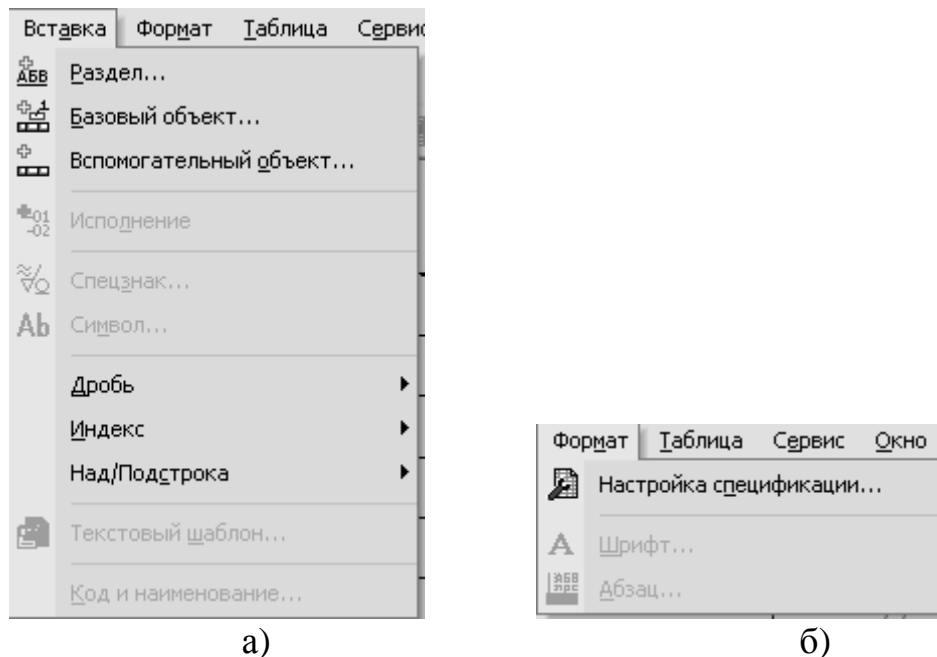 Вставка Формат Таблица Серви
Раздел...
Базовый объект...
Вспомогательный объект...
Исполнение
Спецзнак...
Символ...
Дробь
Индекс
Над/Подстрока
Текстовый шаблон...
Код и наименование...
а)
Формат Таблица Сервис Окно
Настройка спецификации...
Шрифт...
Абзац...
б)